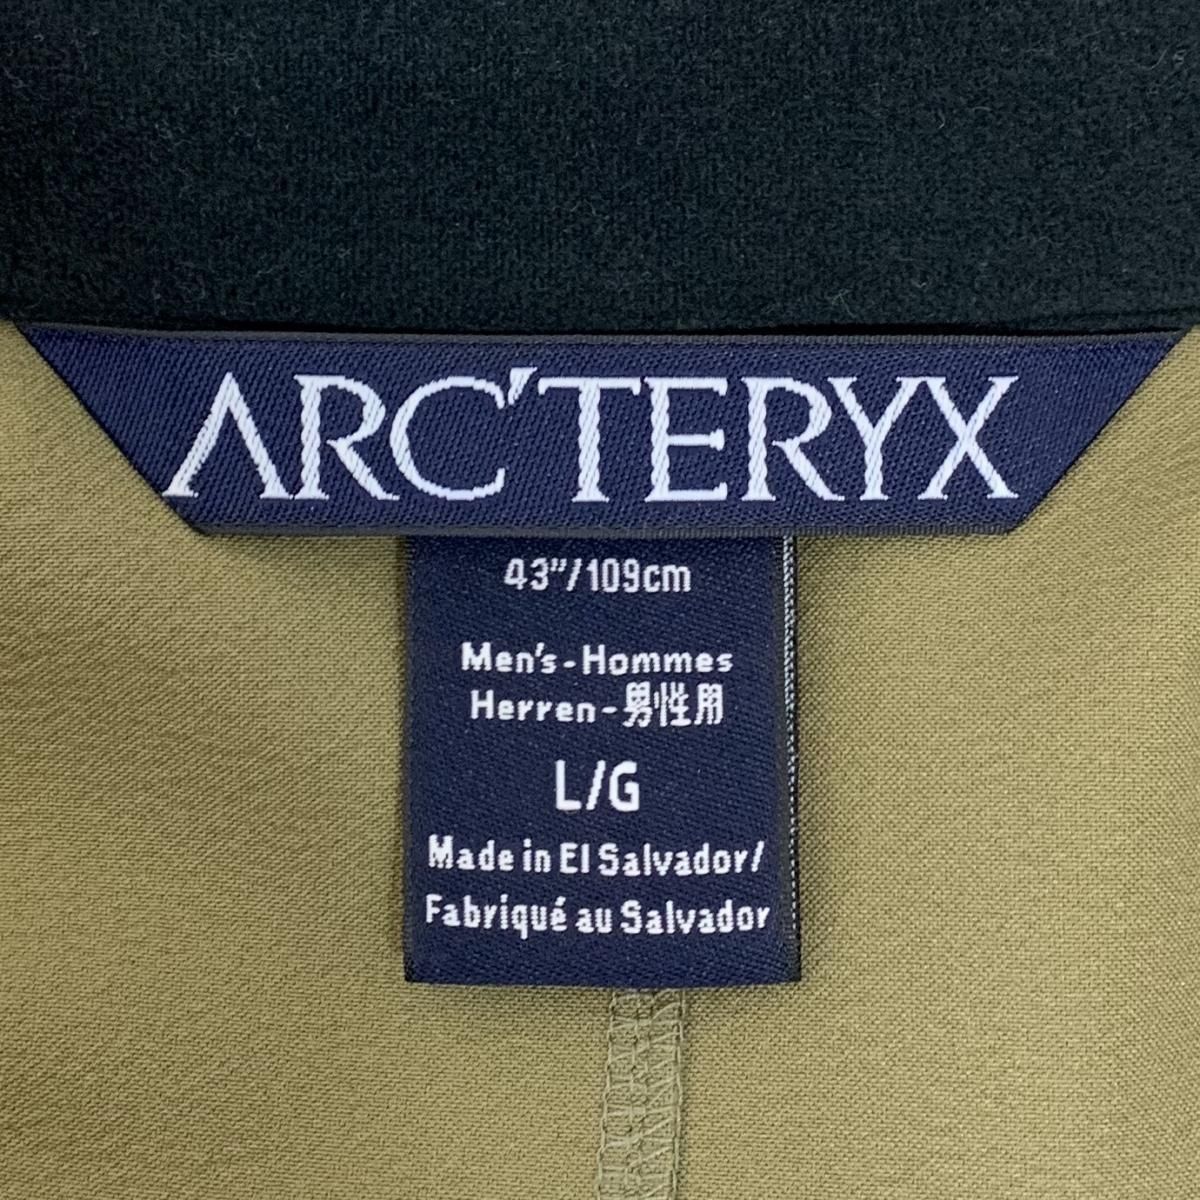 ARC'TERYX
43"/109cm
Men's-Hommes
Herren-男性用
L/G
Made in El Salvador/
Fabriqué au Salvador